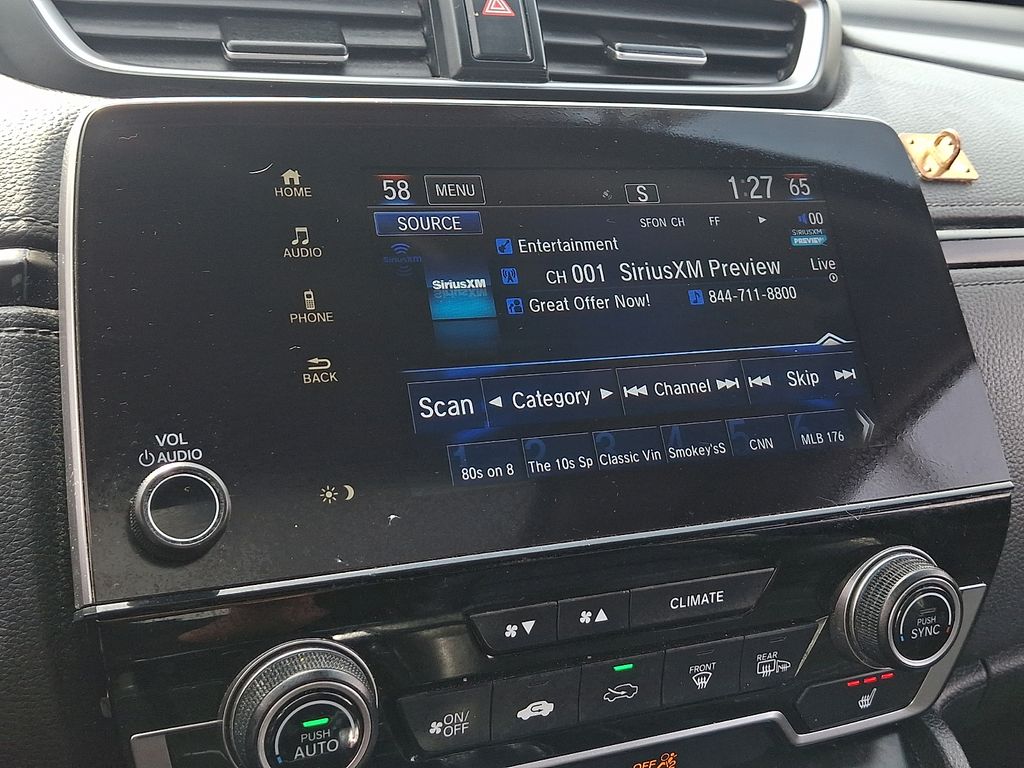 HOME
AUDIO
PHONE
BACK
58 MENU S 1:27 65
SOURCE SFON CH FF 00
SiriusXM
SIRIUSXM
PREVIEW
Entertainment
SiriusXM
CH 001 SiriusXM Preview Live
Great Offer Now! 844-711-8800
Scan Category Channel Skip
1 2 3 4 5 6
80s on 8 The 10s Sp Classic Vin Smokey'sS CNN MLB 176
VOL
AUDIO
CLIMATE
PUSH
SYNC
FRONT
REAR
ON/
OFF
PUSH
AUTO
OFF